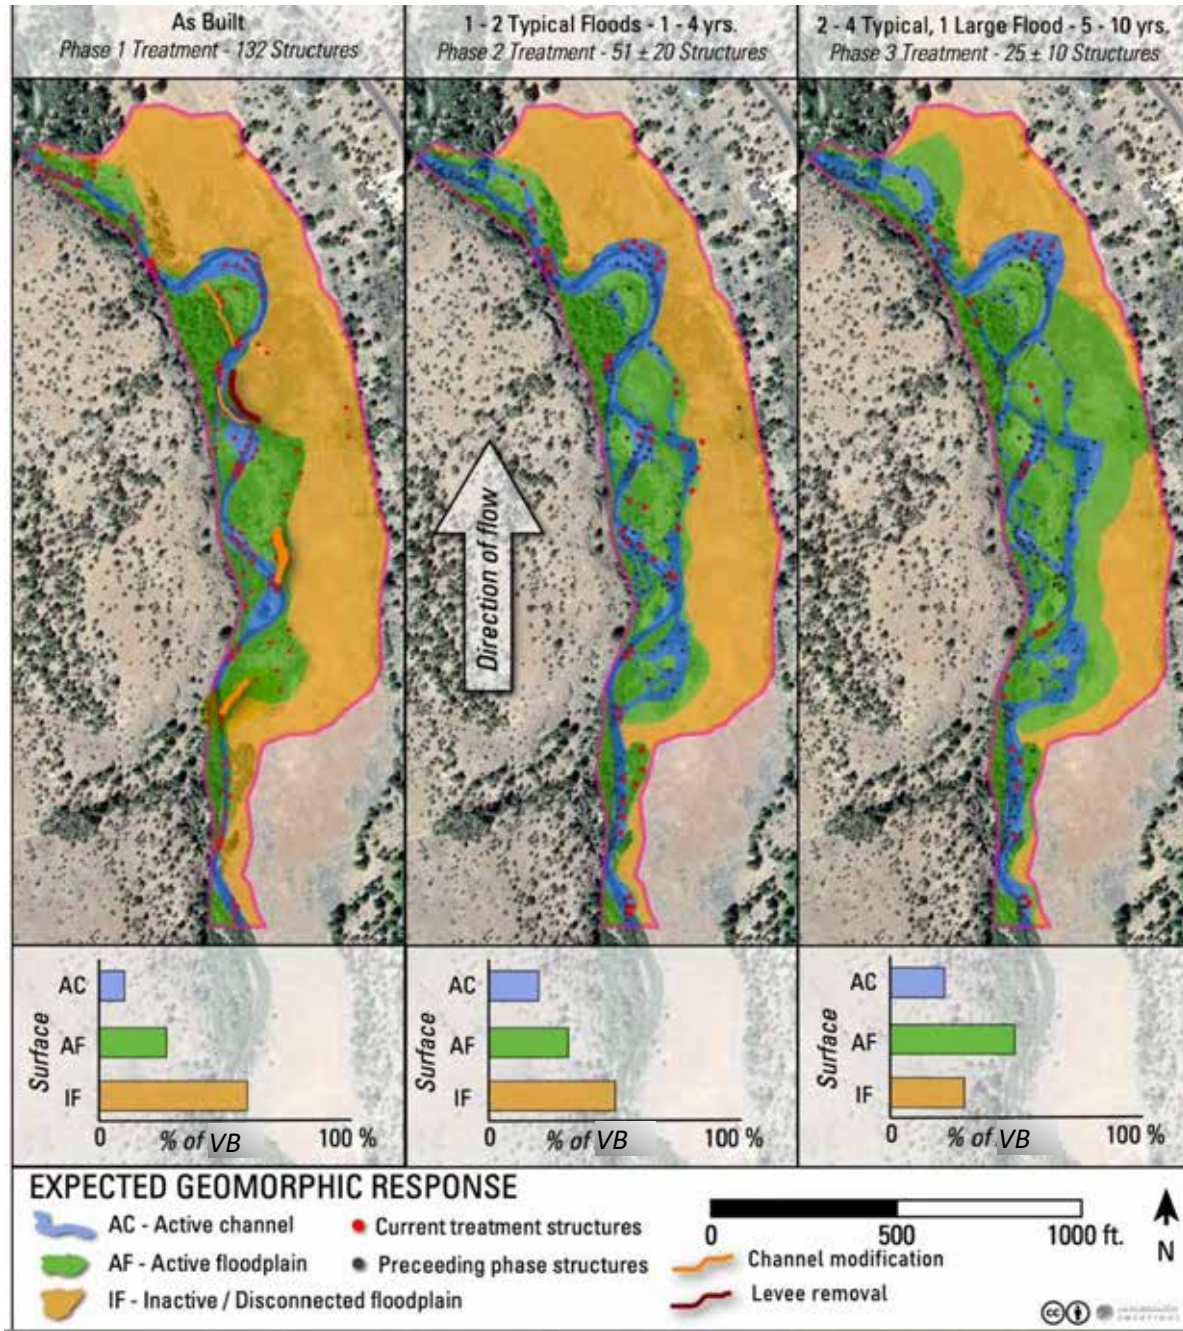 As Built
Phase 1 Treatment - 132 Structures
1 - 2 Typical Floods - 1 - 4 yrs.
Phase 2 Treatment - 51 ± 20 Structures
2 - 4 Typical, 1 Large Flood - 5 - 10 yrs.
Phase 3 Treatment - 25 ± 10 Structures
Direction of flow
Surface
AC
AF
IF
0
% of VB
100 %
Surface
AC
AF
IF
0
% of VB
100 %
Surface
AC
AF
IF
0
% of VB
100 %
EXPECTED GEOMORPHIC RESPONSE
AC - Active channel
AF - Active floodplain
IF - Inactive / Disconnected floodplain
Current treatment structures
Preceeding phase structures
0 500 1000 ft.
Channel modification
Levee removal
N
cc